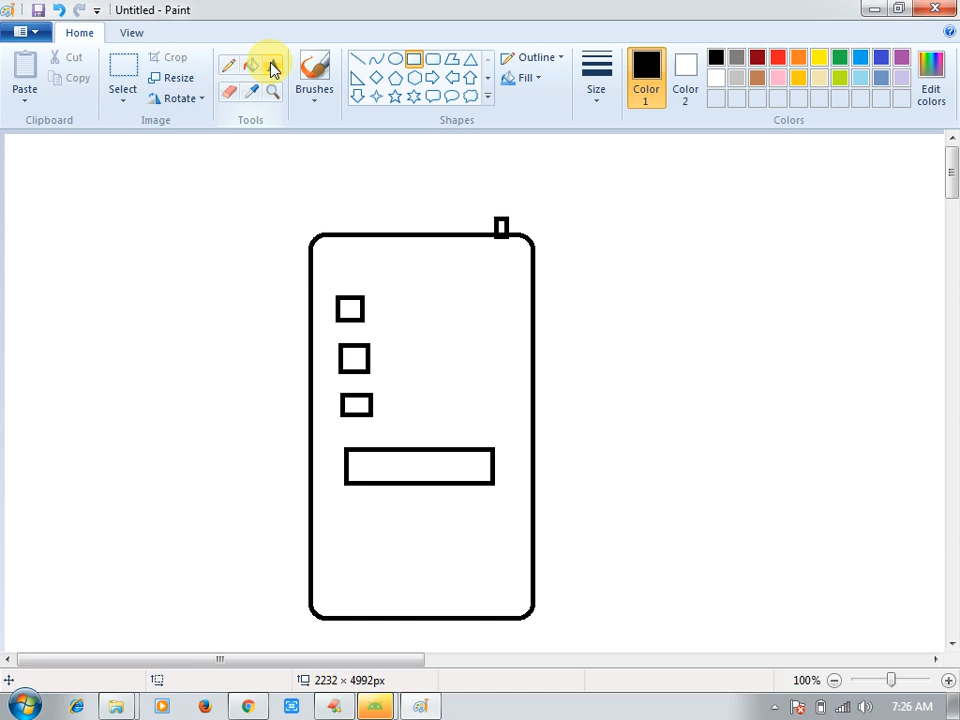 Untitled - Paint
Home
View
Paste
Cut
Copy
Clipboard
Select
Crop
Resize
Rotate
Image
Tools
Brushes
Shapes
Outline
Fill
Size
Color
1
Color
2
Colors
Edit
colors
2232 × 4992px
100%
7:26 AM